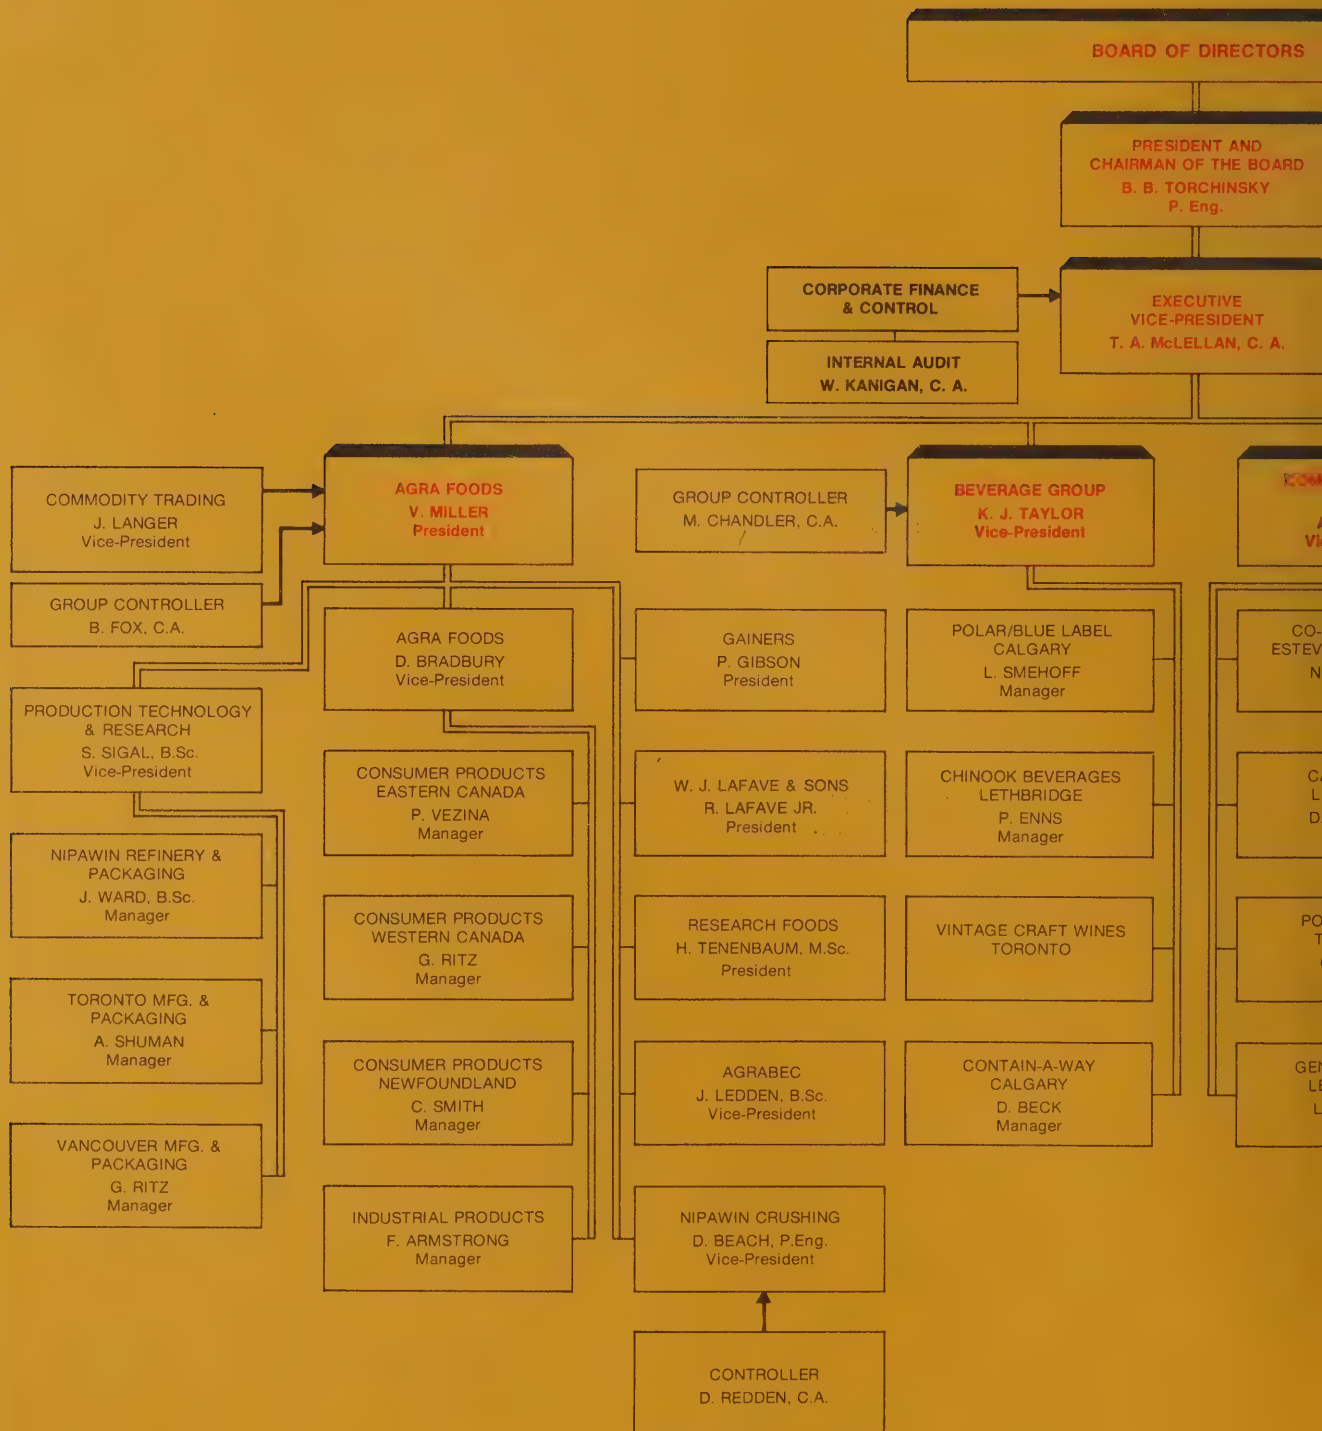 BOARD OF DIRECTORS
PRESIDENT AND
CHAIRMAN OF THE BOARD
B. B. TORCHINSKY
P. Eng.
CORPORATE FINANCE
& CONTROL
INTERNAL AUDIT
W. KANIGAN, C. A.
EXECUTIVE
VICE-PRESIDENT
T. A. McLELLAN, C. A.
COMMODITY TRADING
J. LANGER
Vice-President
GROUP CONTROLLER
B. FOX, C.A.
AGRA FOODS
V. MILLER
President
GROUP CONTROLLER
M. CHANDLER, C.A.
BEVERAGE GROUP
K. J. TAYLOR
Vice-President
PRODUCTION TECHNOLOGY
& RESEARCH
S. SIGAL, B.Sc.
Vice-President
NIPAWIN REFINERY &
PACKAGING
J. WARD, B.Sc.
Manager
TORONTO MFG. &
PACKAGING
A. SHUMAN
Manager
VANCOUVER MFG. &
PACKAGING
G. RITZ
Manager
AGRA FOODS
D. BRADBURY
Vice-President
CONSUMER PRODUCTS
EASTERN CANADA
P. VEZINA
Manager
CONSUMER PRODUCTS
WESTERN CANADA
G. RITZ
Manager
CONSUMER PRODUCTS
NEWFOUNDLAND
C. SMITH
Manager
INDUSTRIAL PRODUCTS
F. ARMSTRONG
Manager
GAINERS
P. GIBSON
President
W. J. LAFAVE & SONS
R. LAFAVE JR.
President
RESEARCH FOODS
H. TENENBAUM, M.Sc.
President
AGRABEC
J. LEDDEN, B.Sc.
Vice-President
NIPAWIN CRUSHING
D. BEACH, P.Eng.
Vice-President
CONTROLLER
D. REDDEN, C.A.
POLAR/BLUE LABEL
CALGARY
L. SMEHOFF
Manager
CHINOOK BEVERAGES
LETHBRIDGE
P. ENNS
Manager
VINTAGE CRAFT WINES
TORONTO
CONTAIN-A-WAY
CALGARY
D. BECK
Manager
CO-
ESTEV
N
CA
L
D.
PO
T
GEN
LE
L